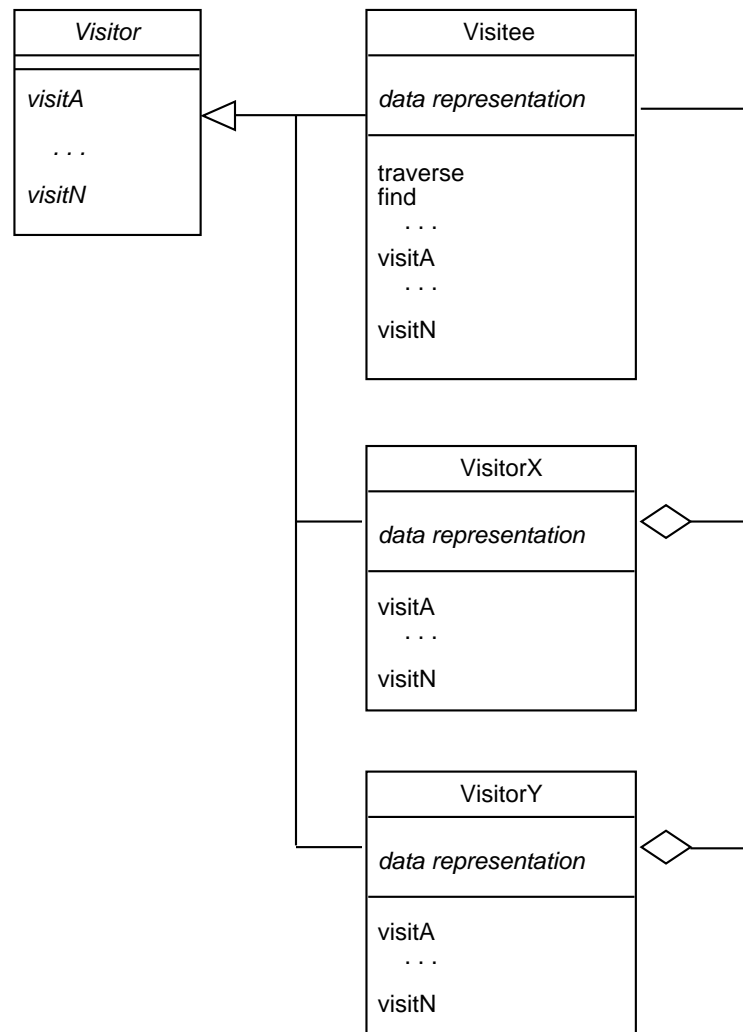 Visitor
visitA
. . .
visitN
Visitee
data representation
traverse
find
. . .
visitA
. . .
visitN
VisitorX
data representation
visitA
. . .
visitN
VisitorY
data representation
visitA
. . .
visitN